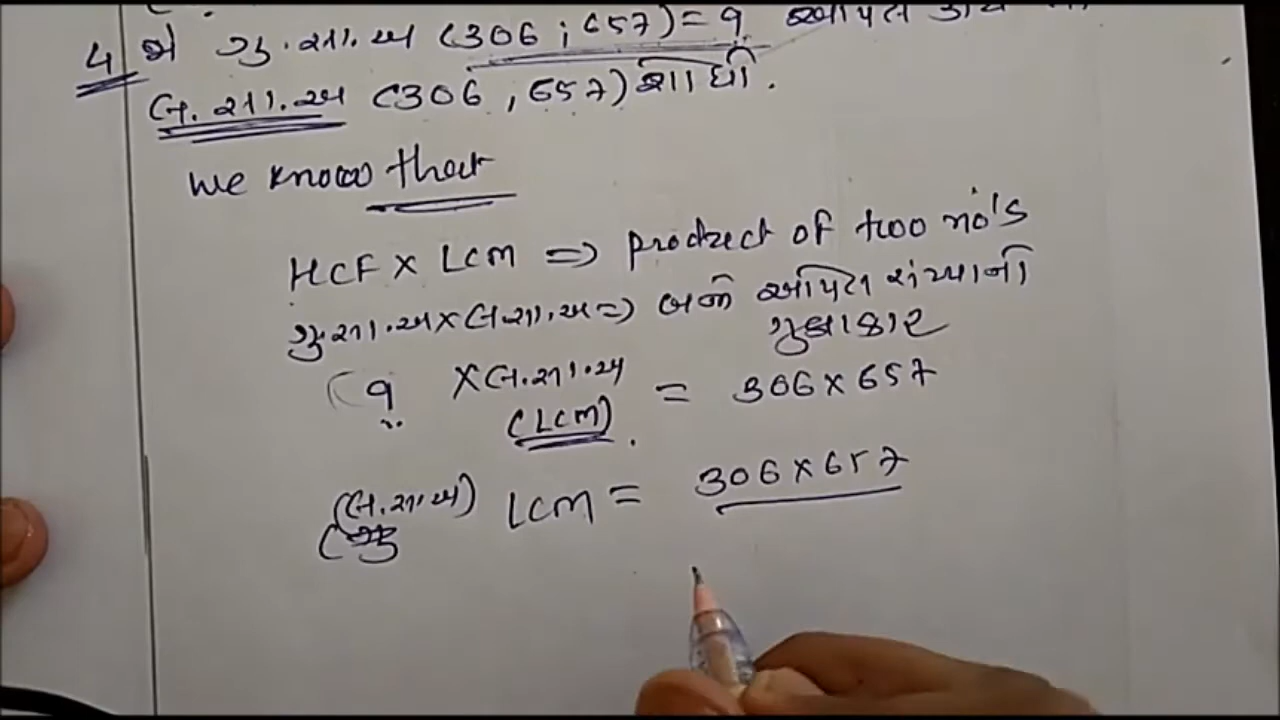 4 જો ગુ.સા.અ (306 ; 657) = 9 આપેલ હોય તો
લ.સા.અ (306 , 657) શોધો.
we know that
HCF X LCM => product of two no's
ગુ.સા.અ X લ.સા.અ => બન્ને આપેલ સંખ્યાની
ગુણાકાર
(9 X લ.સા.અ = 306 X 657
(LCM) .
(લ.સા.અ) LCM = 306 X 657
(ગુ